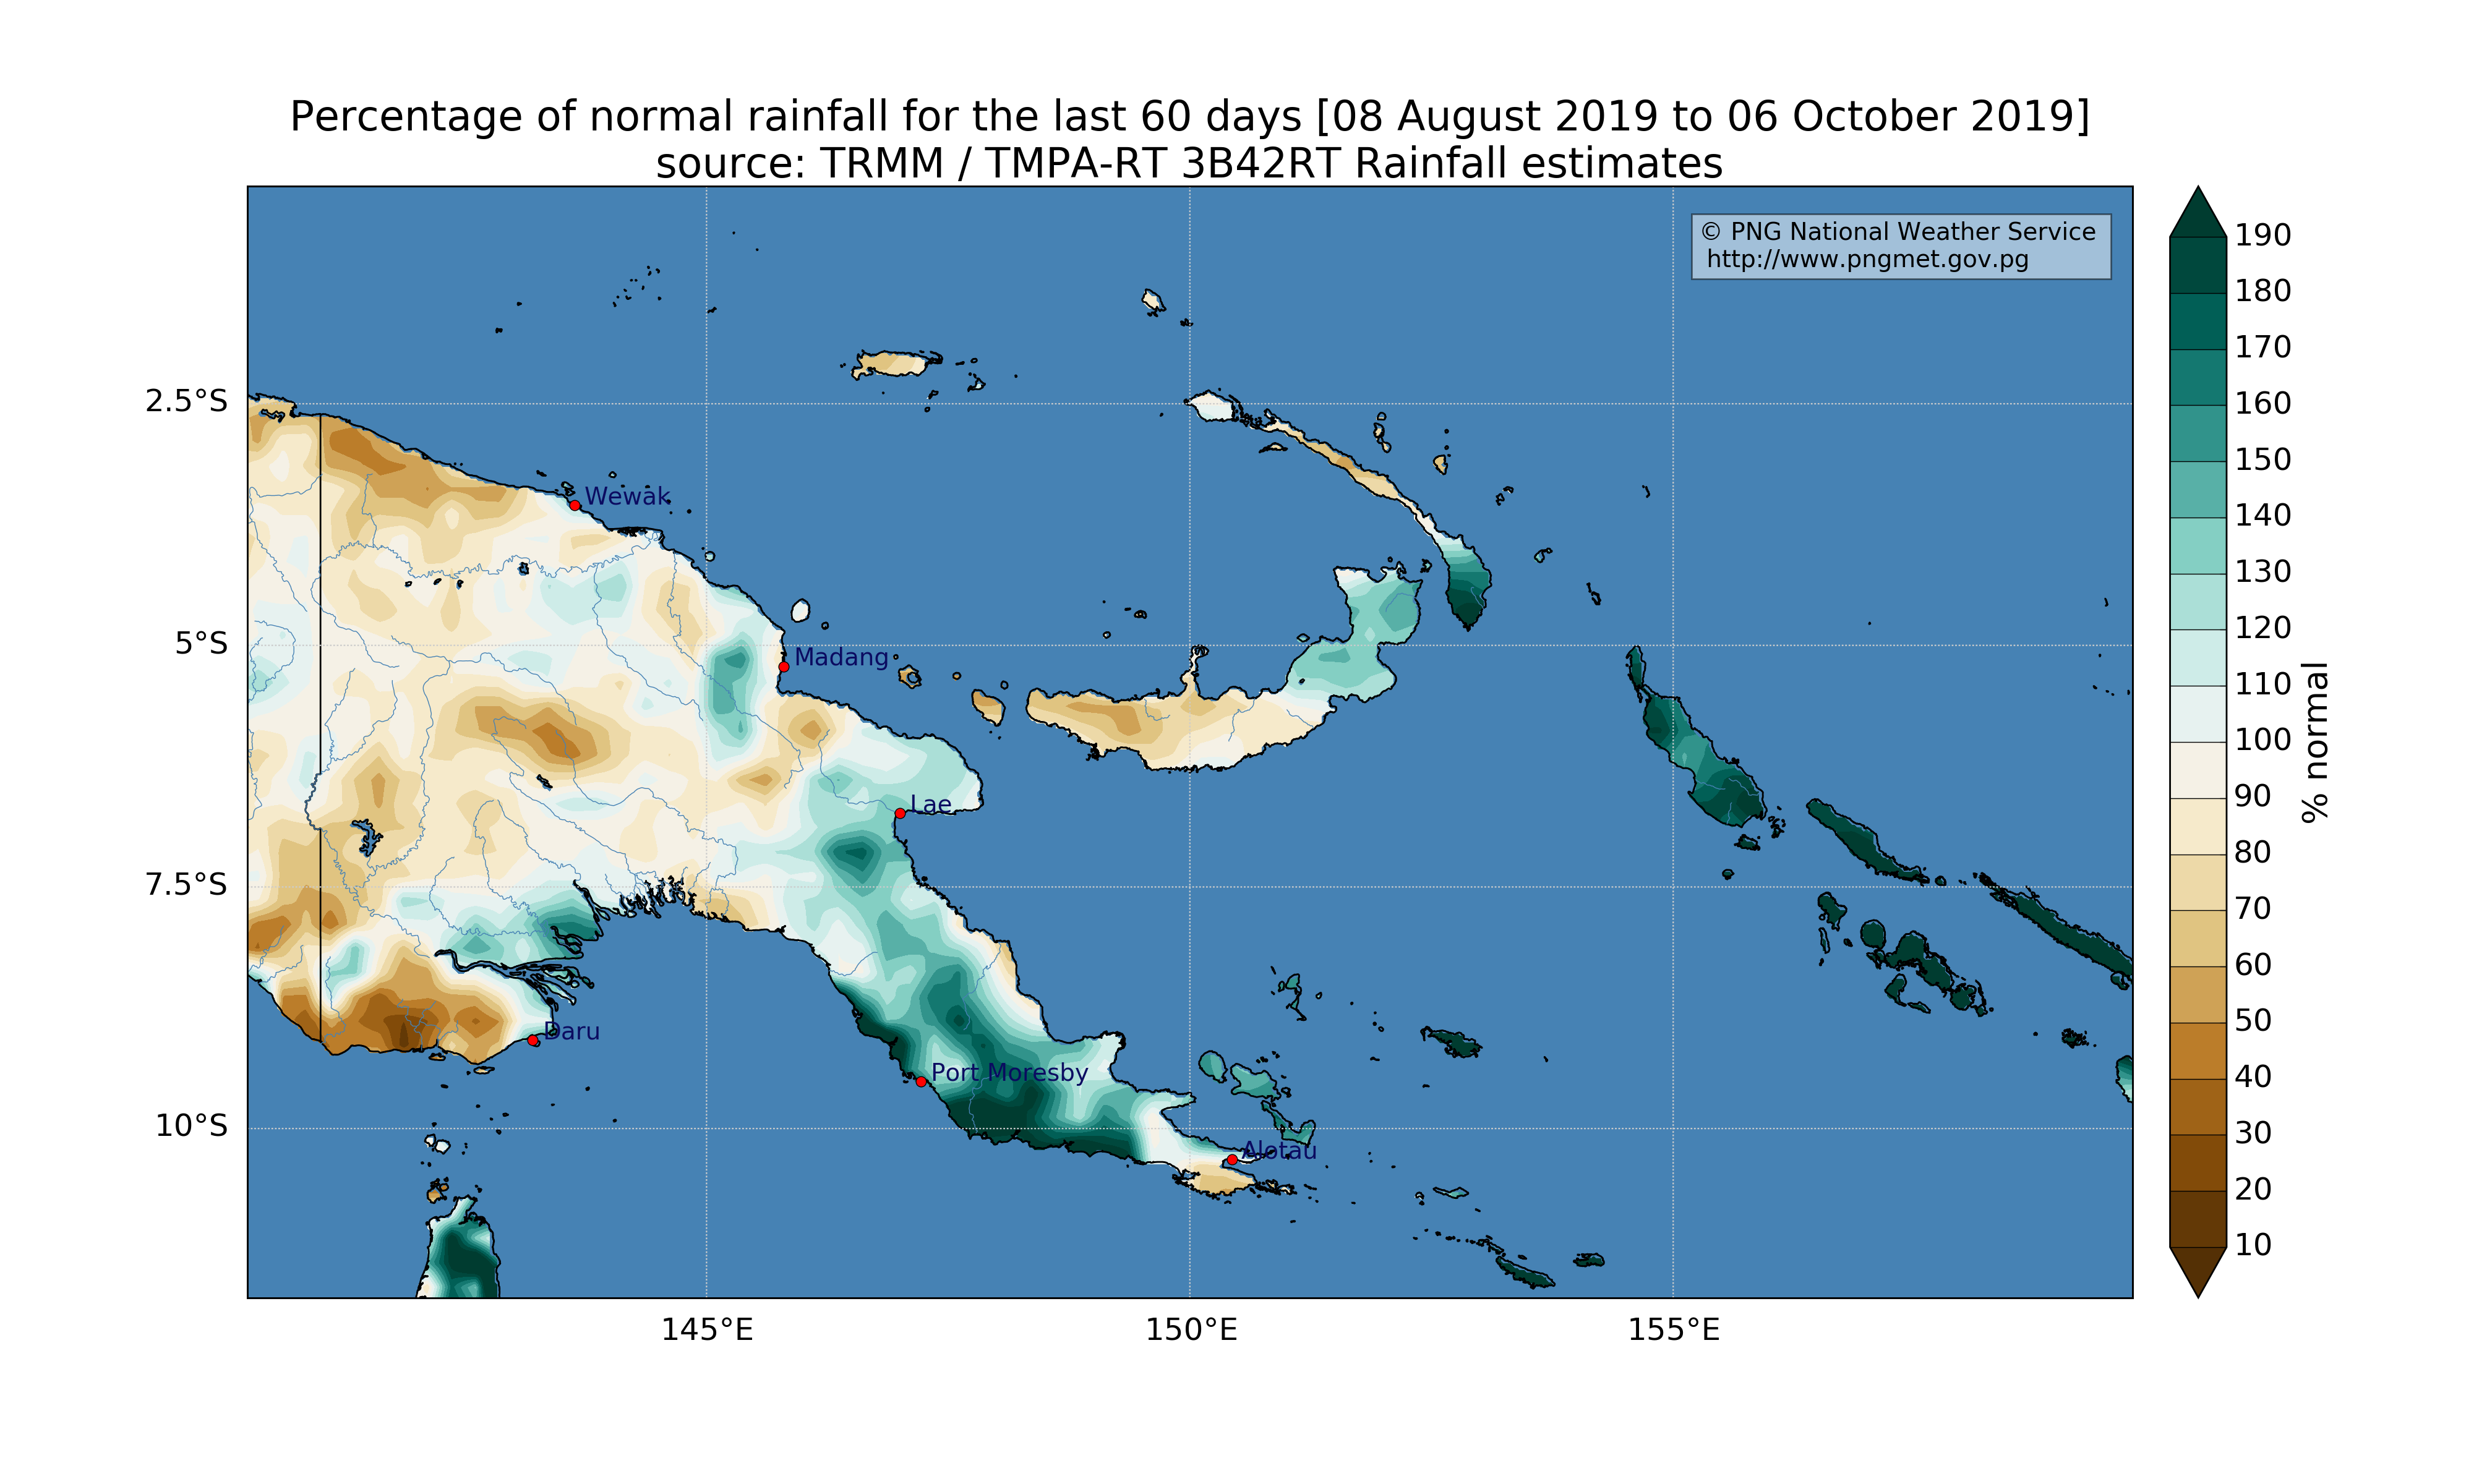 Percentage of normal rainfall for the last 60 days [08 August 2019 to 06 October 2019]
source: TRMM / TMPA-RT 3B42RT Rainfall estimates
© PNG National Weather Service
http://www.pngmet.gov.pg
2.5°S
5°S
7.5°S
10°S
Wewak
Madang
Lae
Daru
Port Moresby
Alotau
145°E
150°E
155°E
190
180
170
160
150
140
130
120
110
100
90
80
70
60
50
40
30
20
10
% normal